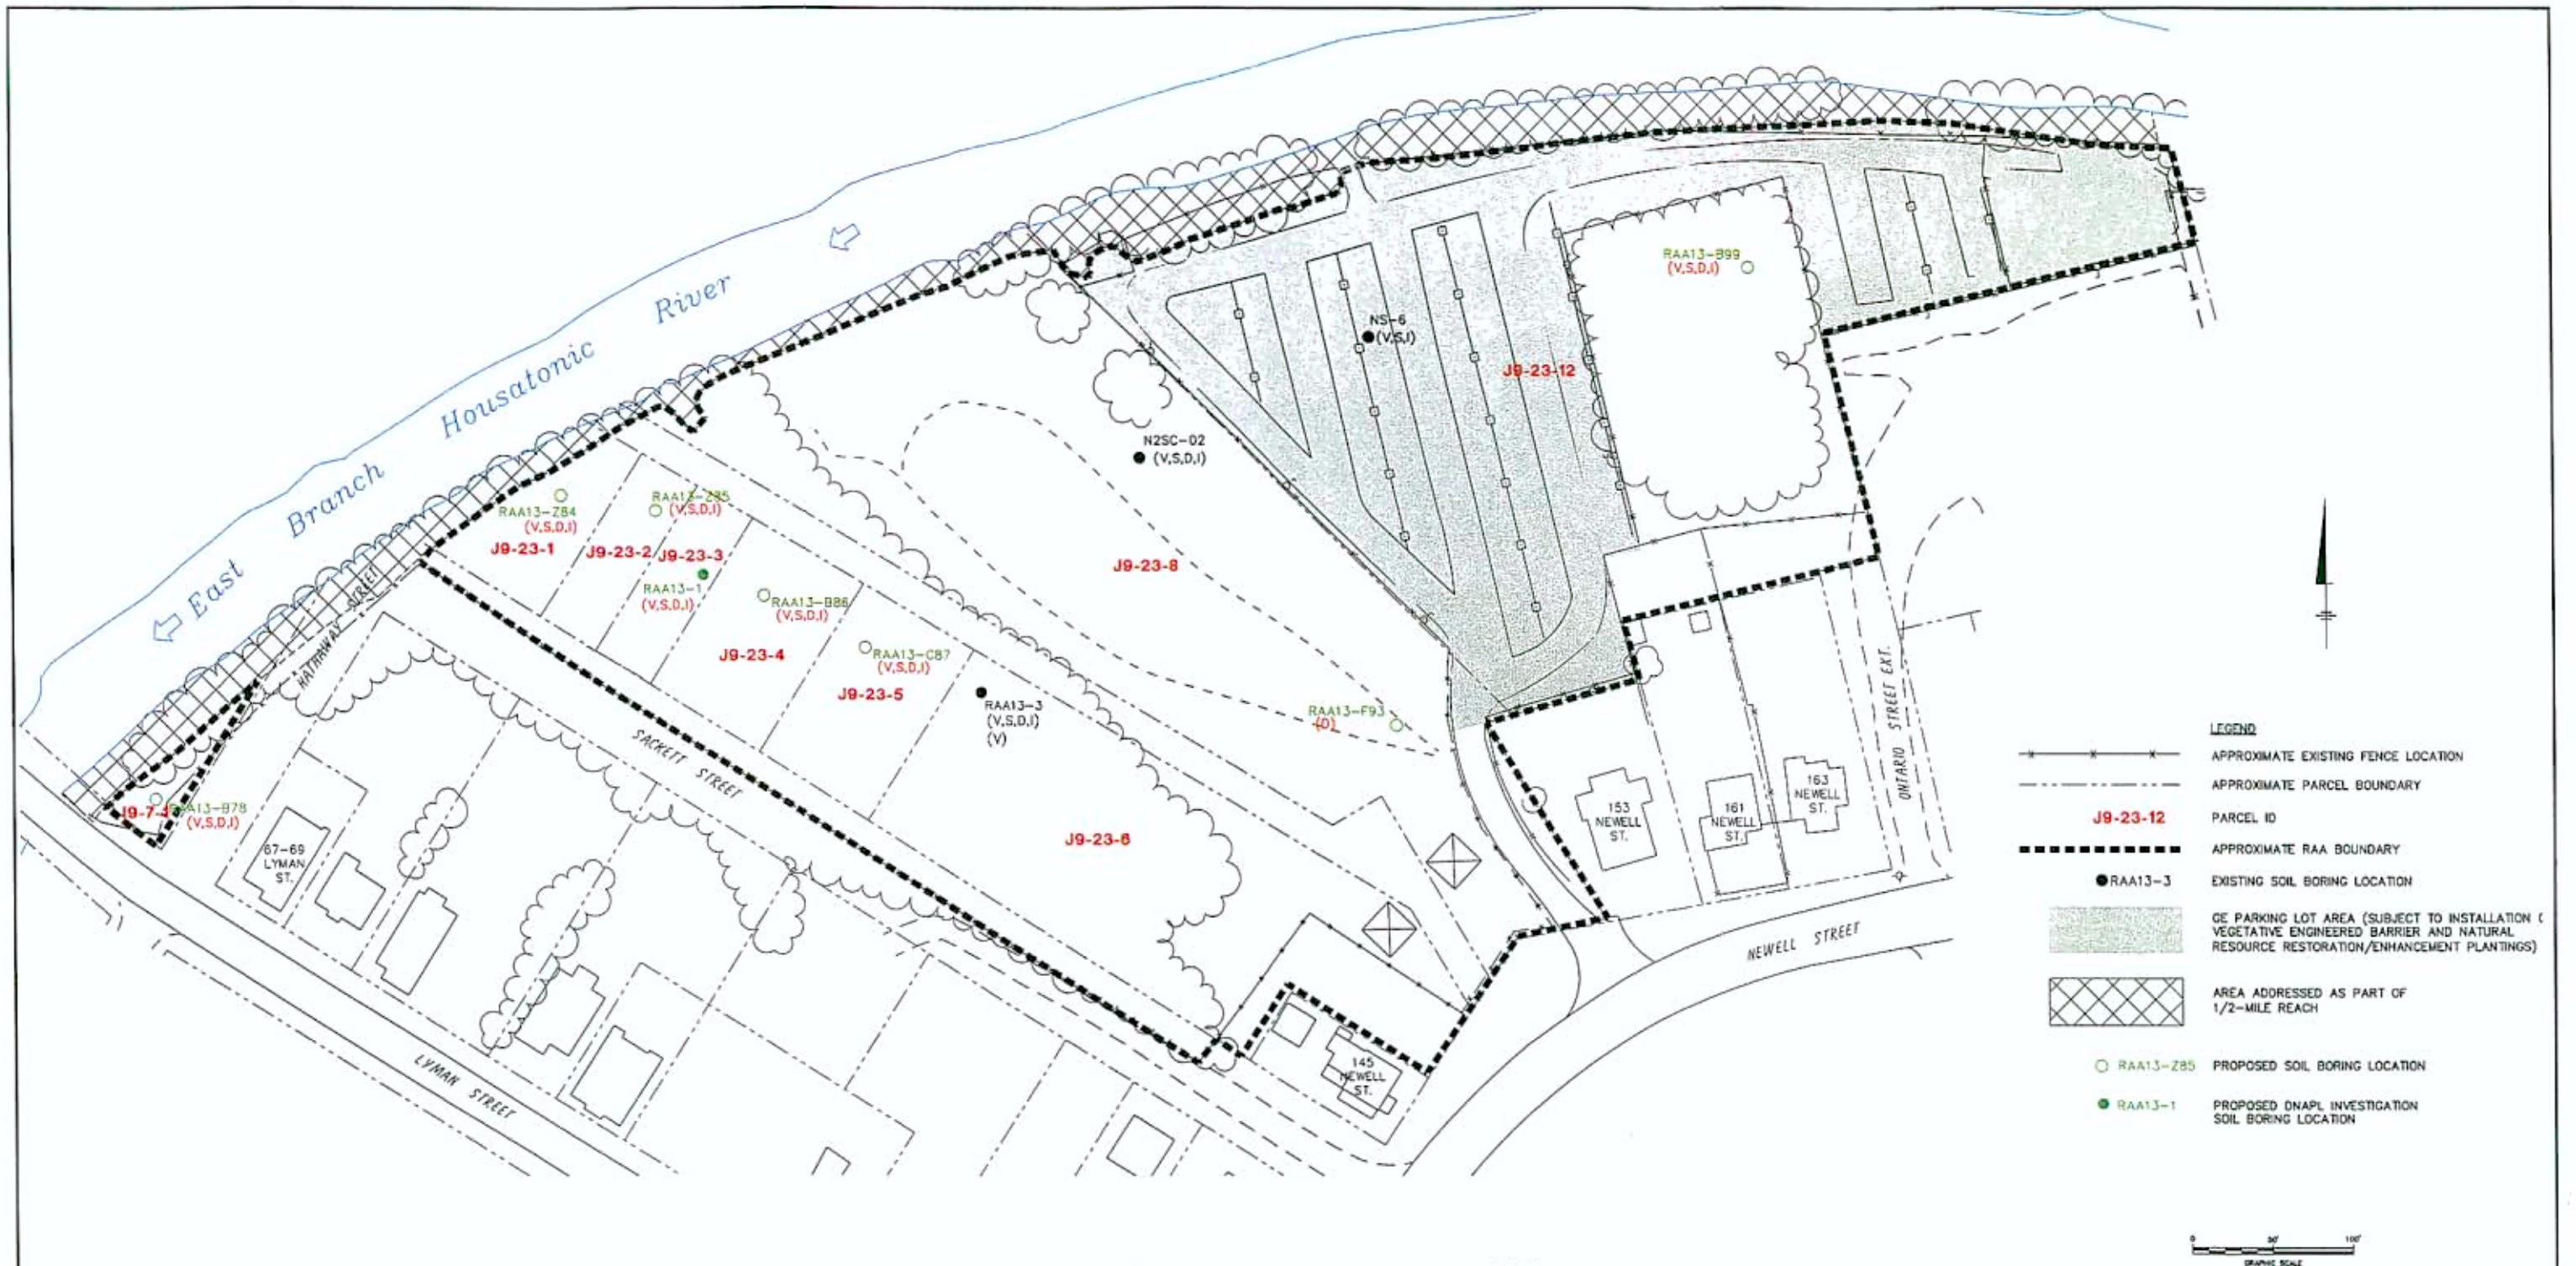 East Branch Housatonic River
RAA13-B99
(V,S,D,I)
NS-6
(V,S,I)
J9-23-12
N2SC-02
(V,S,D,I)
RAA13-Z84
(V,S,D,I)
RAA13-Z85
(V,S,D,I)
J9-23-1
J9-23-2
J9-23-3
J9-23-8
RAA13-1
(V,S,D,I)
RAA13-B86
(V,S,D,I)
HATHAWAY STREET
J9-23-4
RAA13-C87
(V,S,D,I)
J9-23-5
RAA13-3
(V,S,D,I)
(V)
RAA13-F93
(D)
SACKETT STREET
ONTARIO STREET EXT.
RAA13-B78
(V,S,D,I)
67-69
LYMAN
ST.
J9-23-6
153
NEWELL
ST.
161
NEWELL
ST.
163
NEWELL
ST.
NEWELL STREET
145
NEWELL
ST.
LYMAN STREET
LEGEND
APPROXIMATE EXISTING FENCE LOCATION
APPROXIMATE PARCEL BOUNDARY
J9-23-12 PARCEL ID
APPROXIMATE RAA BOUNDARY
RAA13-3 EXISTING SOIL BORING LOCATION
GE PARKING LOT AREA (SUBJECT TO INSTALLATION
VEGETATIVE ENGINEERED BARRIER AND NATURAL
RESOURCE RESTORATION/ENHANCEMENT PLANTINGS)
AREA ADDRESSED AS PART OF
1/2-MILE REACH
RAA13-Z85 PROPOSED SOIL BORING LOCATION
RAA13-1 PROPOSED DNAPL INVESTIGATION
SOIL BORING LOCATION
0 50' 100'
GRAPHIC SCALE